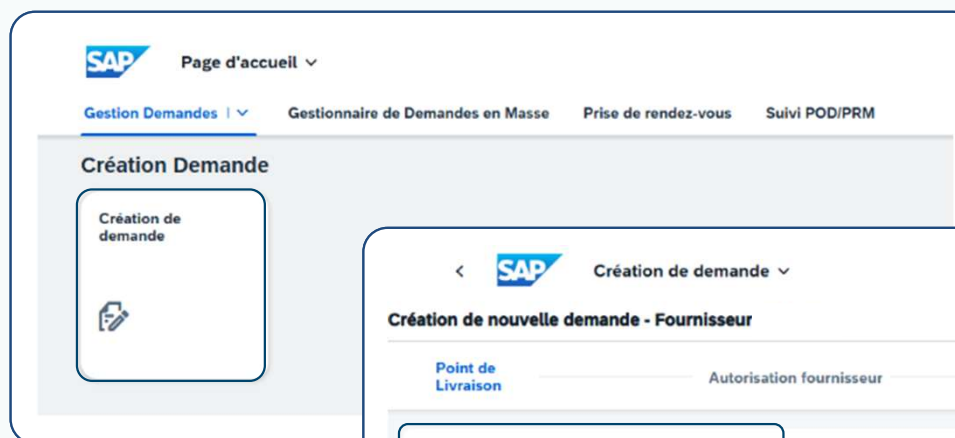 SAP Page d'accueil
Gestion Demandes Gestionnaire de Demandes en Masse Prise de rendez-vous Suivi POD/PRM
Création Demande
Création de
demande
SAP Création de demande
Création de nouvelle demande - Fournisseur
Point de
Livraison
Autorisation fournisseur